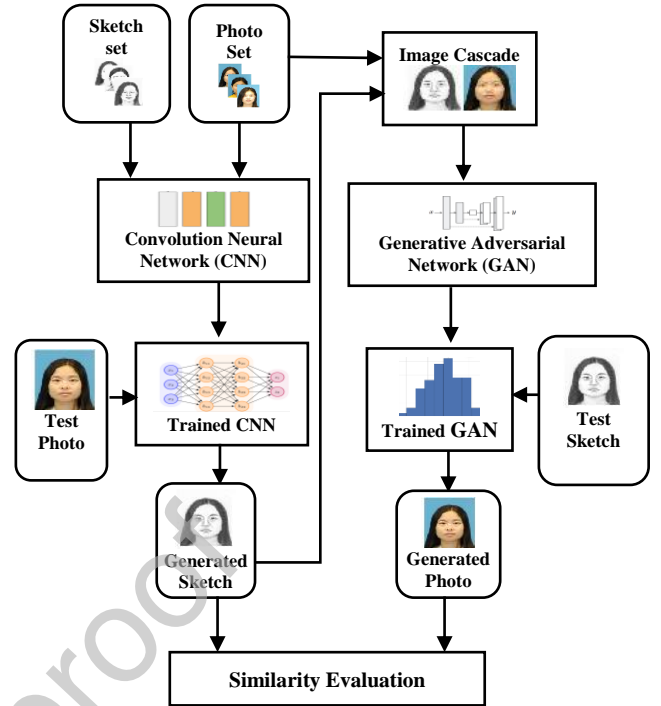 Sketch
set
Photo
Set
Image Cascade
Convolution Neural
Network (CNN)
Generative Adversarial
Network (GAN)
Test
Photo
Trained CNN
Trained GAN
Test
Sketch
Generated
Sketch
Generated
Photo
Similarity Evaluation
proof